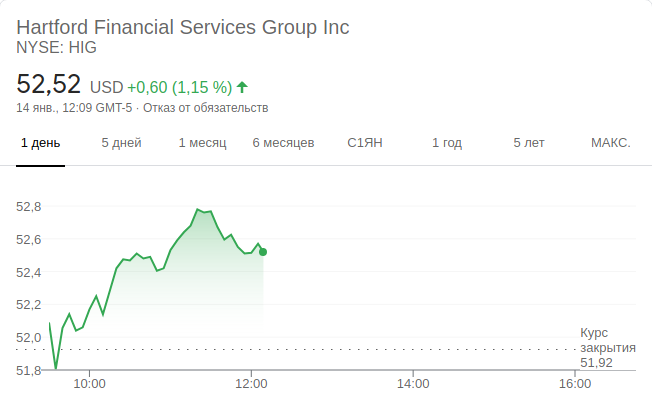 Hartford Financial Services Group Inc
NYSE: HIG
52,52 USD +0,60 (1,15 %)
14 янв., 12:09 GMT-5 · Отказ от обязательств
1 день 5 дней 1 месяц 6 месяцев С1ЯН 1 год 5 лет МАКС.
52,8
52,6
52,4
52,2
52,0
51,8
Курс
закрытия
51,92
10:00 12:00 14:00 16:00